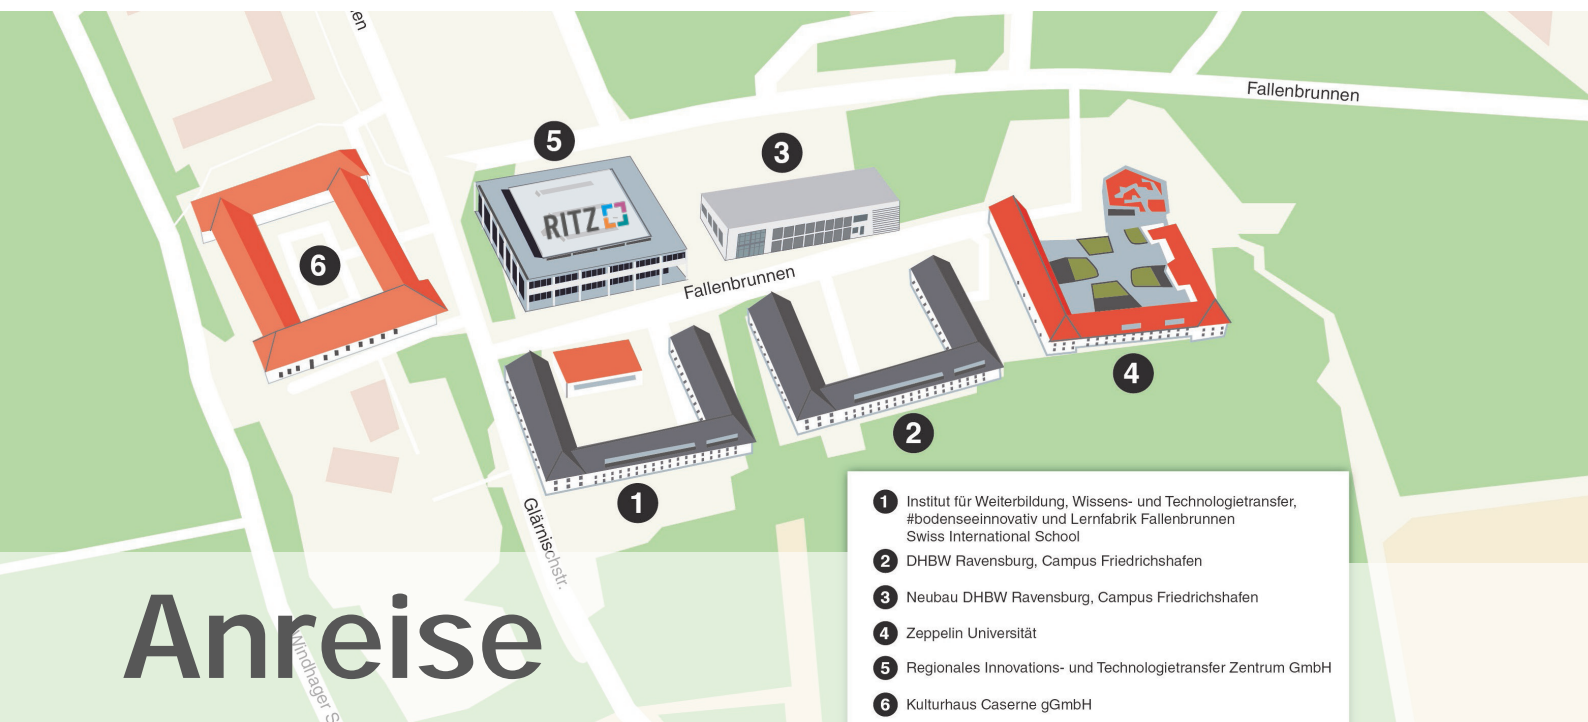 en
Fallenbrunnen
5
3
RITZ
6
Fallenbrunnen
4
2
1
Glärnischstr.
1 Institut für Weiterbildung, Wissens- und Technologietransfer,
#bodenseeinnovativ und Lernfabrik Fallenbrunnen
Swiss International School
2 DHBW Ravensburg, Campus Friedrichshafen
3 Neubau DHBW Ravensburg, Campus Friedrichshafen
4 Zeppelin Universität
5 Regionales Innovations- und Technologietransfer Zentrum GmbH
6 Kulturhaus Caserne gGmbH
Anreise
Windhager S